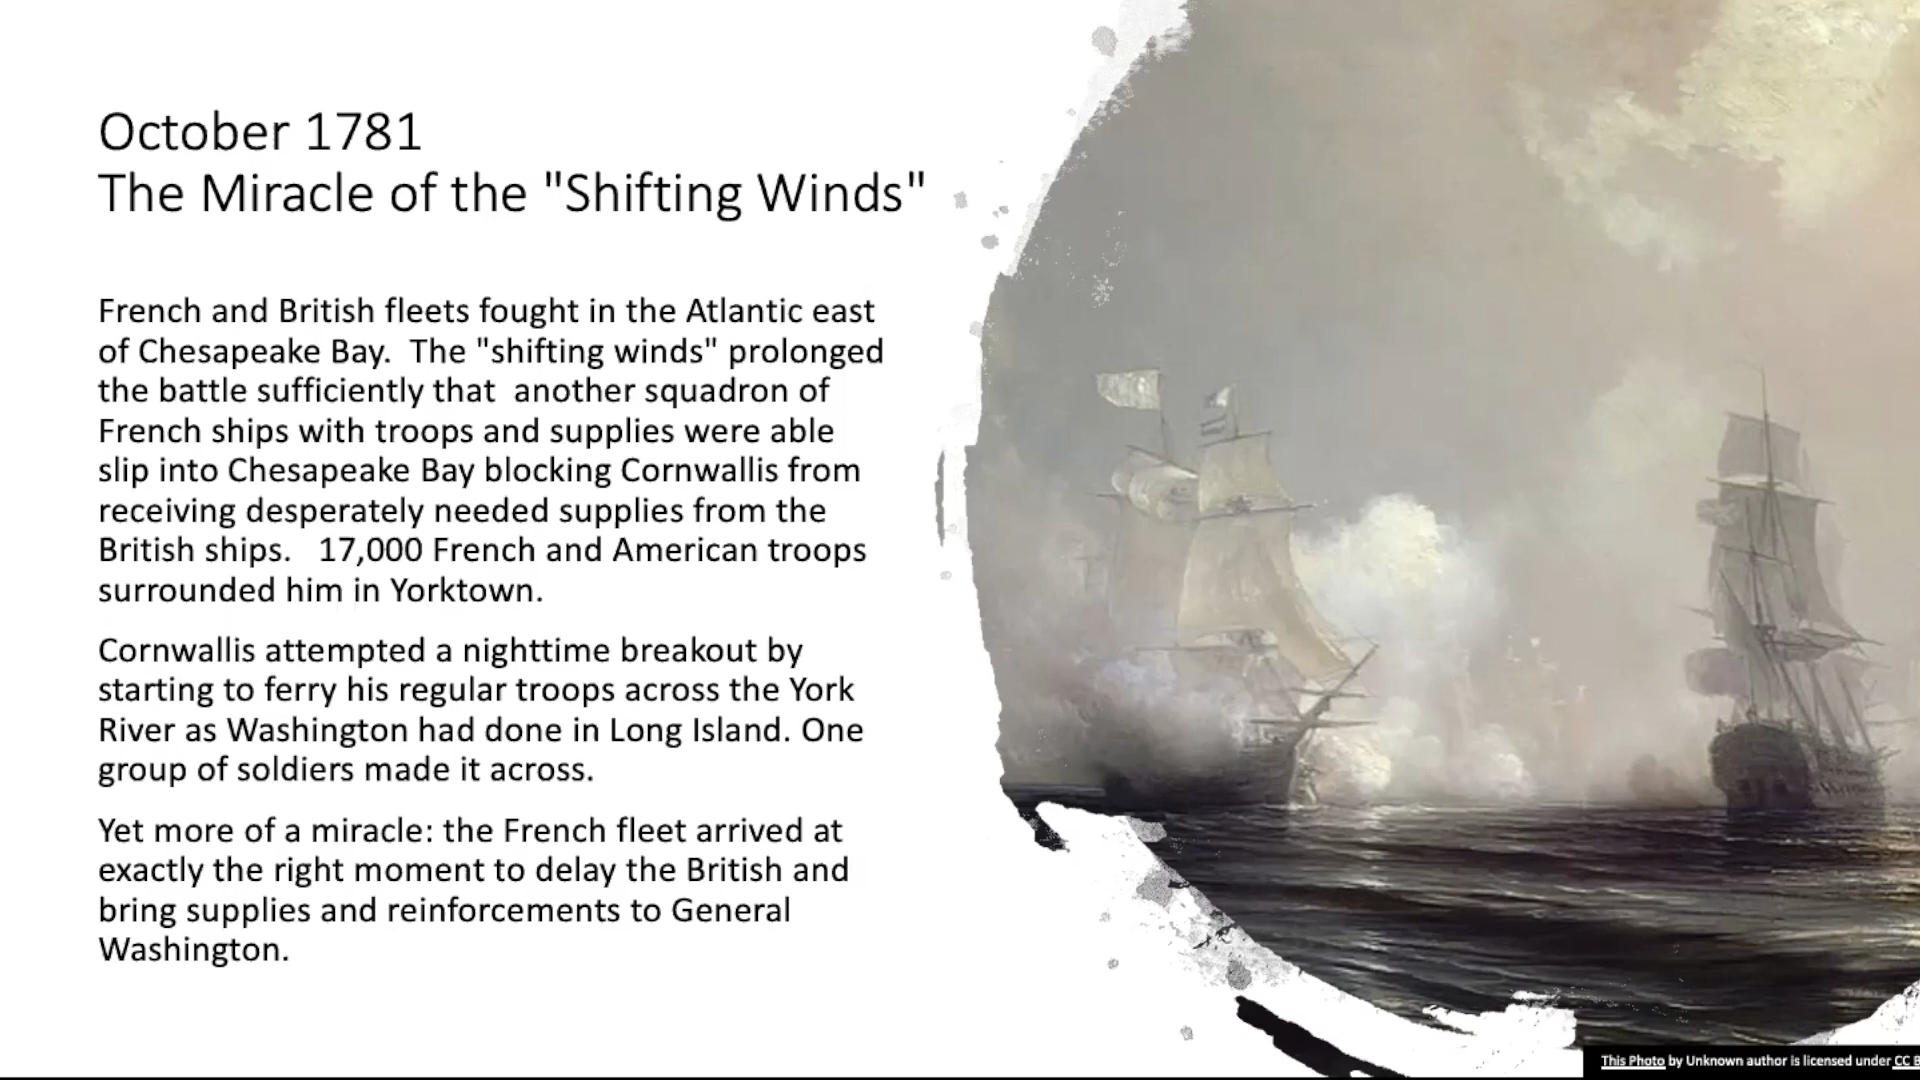 October 1781
The Miracle of the "Shifting Winds"
French and British fleets fought in the Atlantic east
of Chesapeake Bay.  The "shifting winds" prolonged
the battle sufficiently that  another squadron of
French ships with troops and supplies were able
slip into Chesapeake Bay blocking Cornwallis from
receiving desperately needed supplies from the
British ships.   17,000 French and American troops
surrounded him in Yorktown.
Cornwallis attempted a nighttime breakout by
starting to ferry his regular troops across the York
River as Washington had done in Long Island. One
group of soldiers made it across.
Yet more of a miracle: the French fleet arrived at
exactly the right moment to delay the British and
bring supplies and reinforcements to General
Washington.
This Photo by Unknown author is licensed under CC